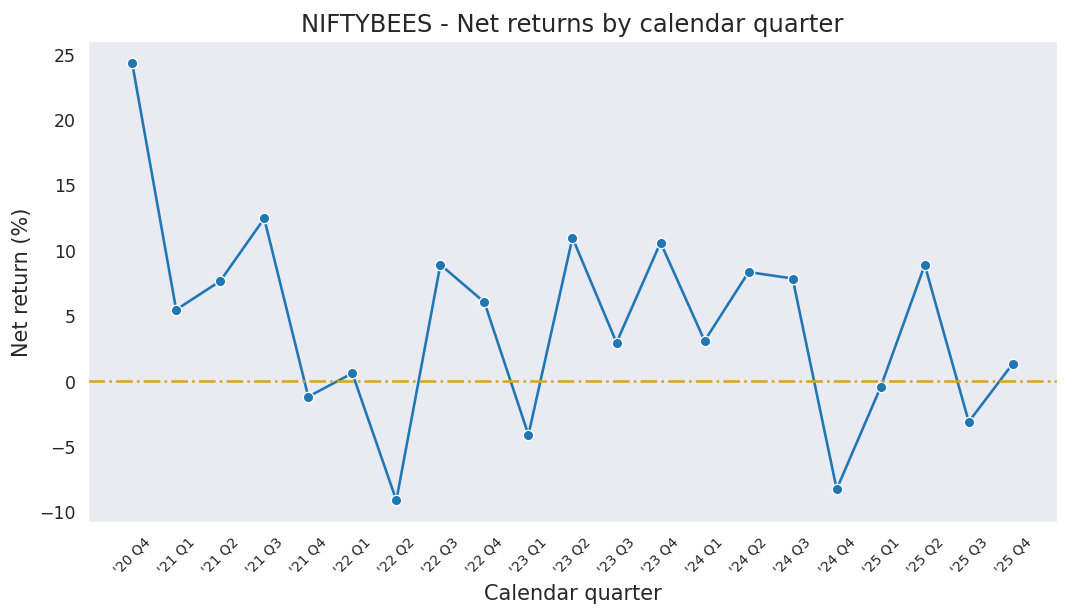 NIFTYBEES - Net returns by calendar quarter
Net return (%)
25
20
15
10
5
0
−5
−10
'20 Q4
'21 Q1
'21 Q2
'21 Q3
'21 Q4
'22 Q1
'22 Q2
'22 Q3
'22 Q4
'23 Q1
'23 Q2
'23 Q3
'23 Q4
'24 Q1
'24 Q2
'24 Q3
'24 Q4
'25 Q1
'25 Q2
'25 Q3
'25 Q4
Calendar quarter